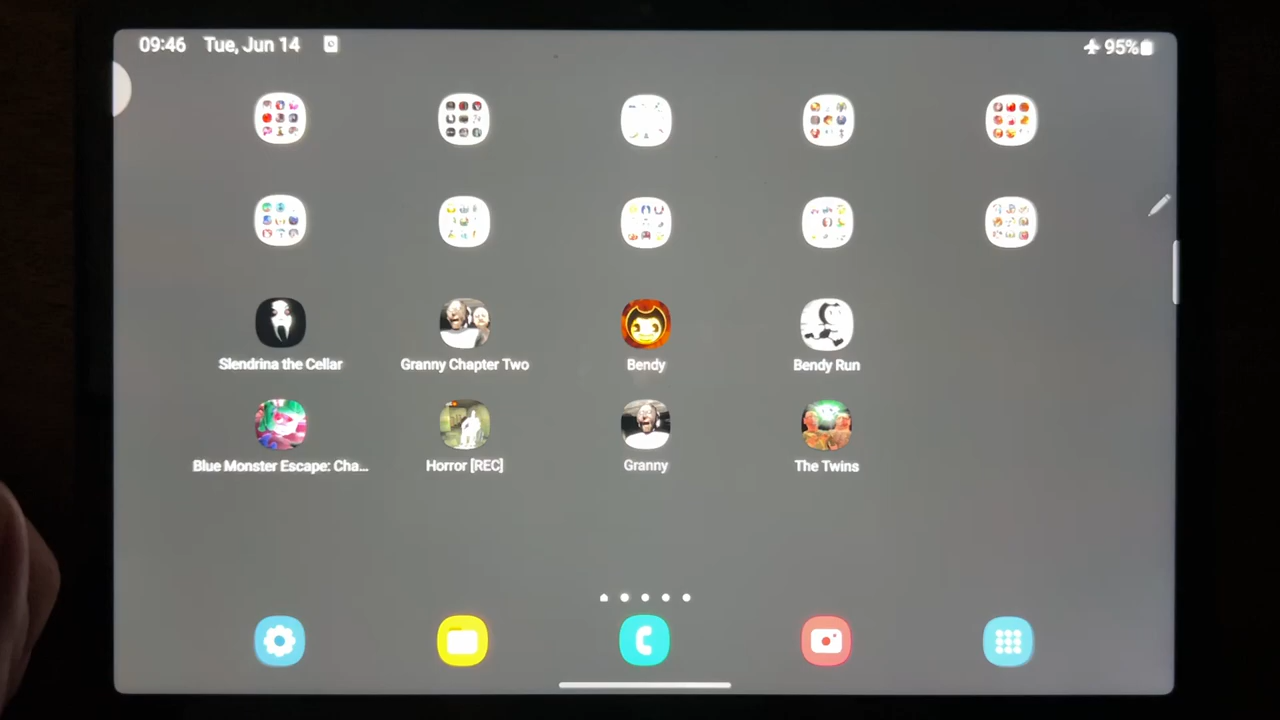 09:46 Tue, Jun 14 95%
Slendrina the Cellar Granny Chapter Two Bendy Bendy Run
Blue Monster Escape: Cha... Horror [REC] Granny The Twins